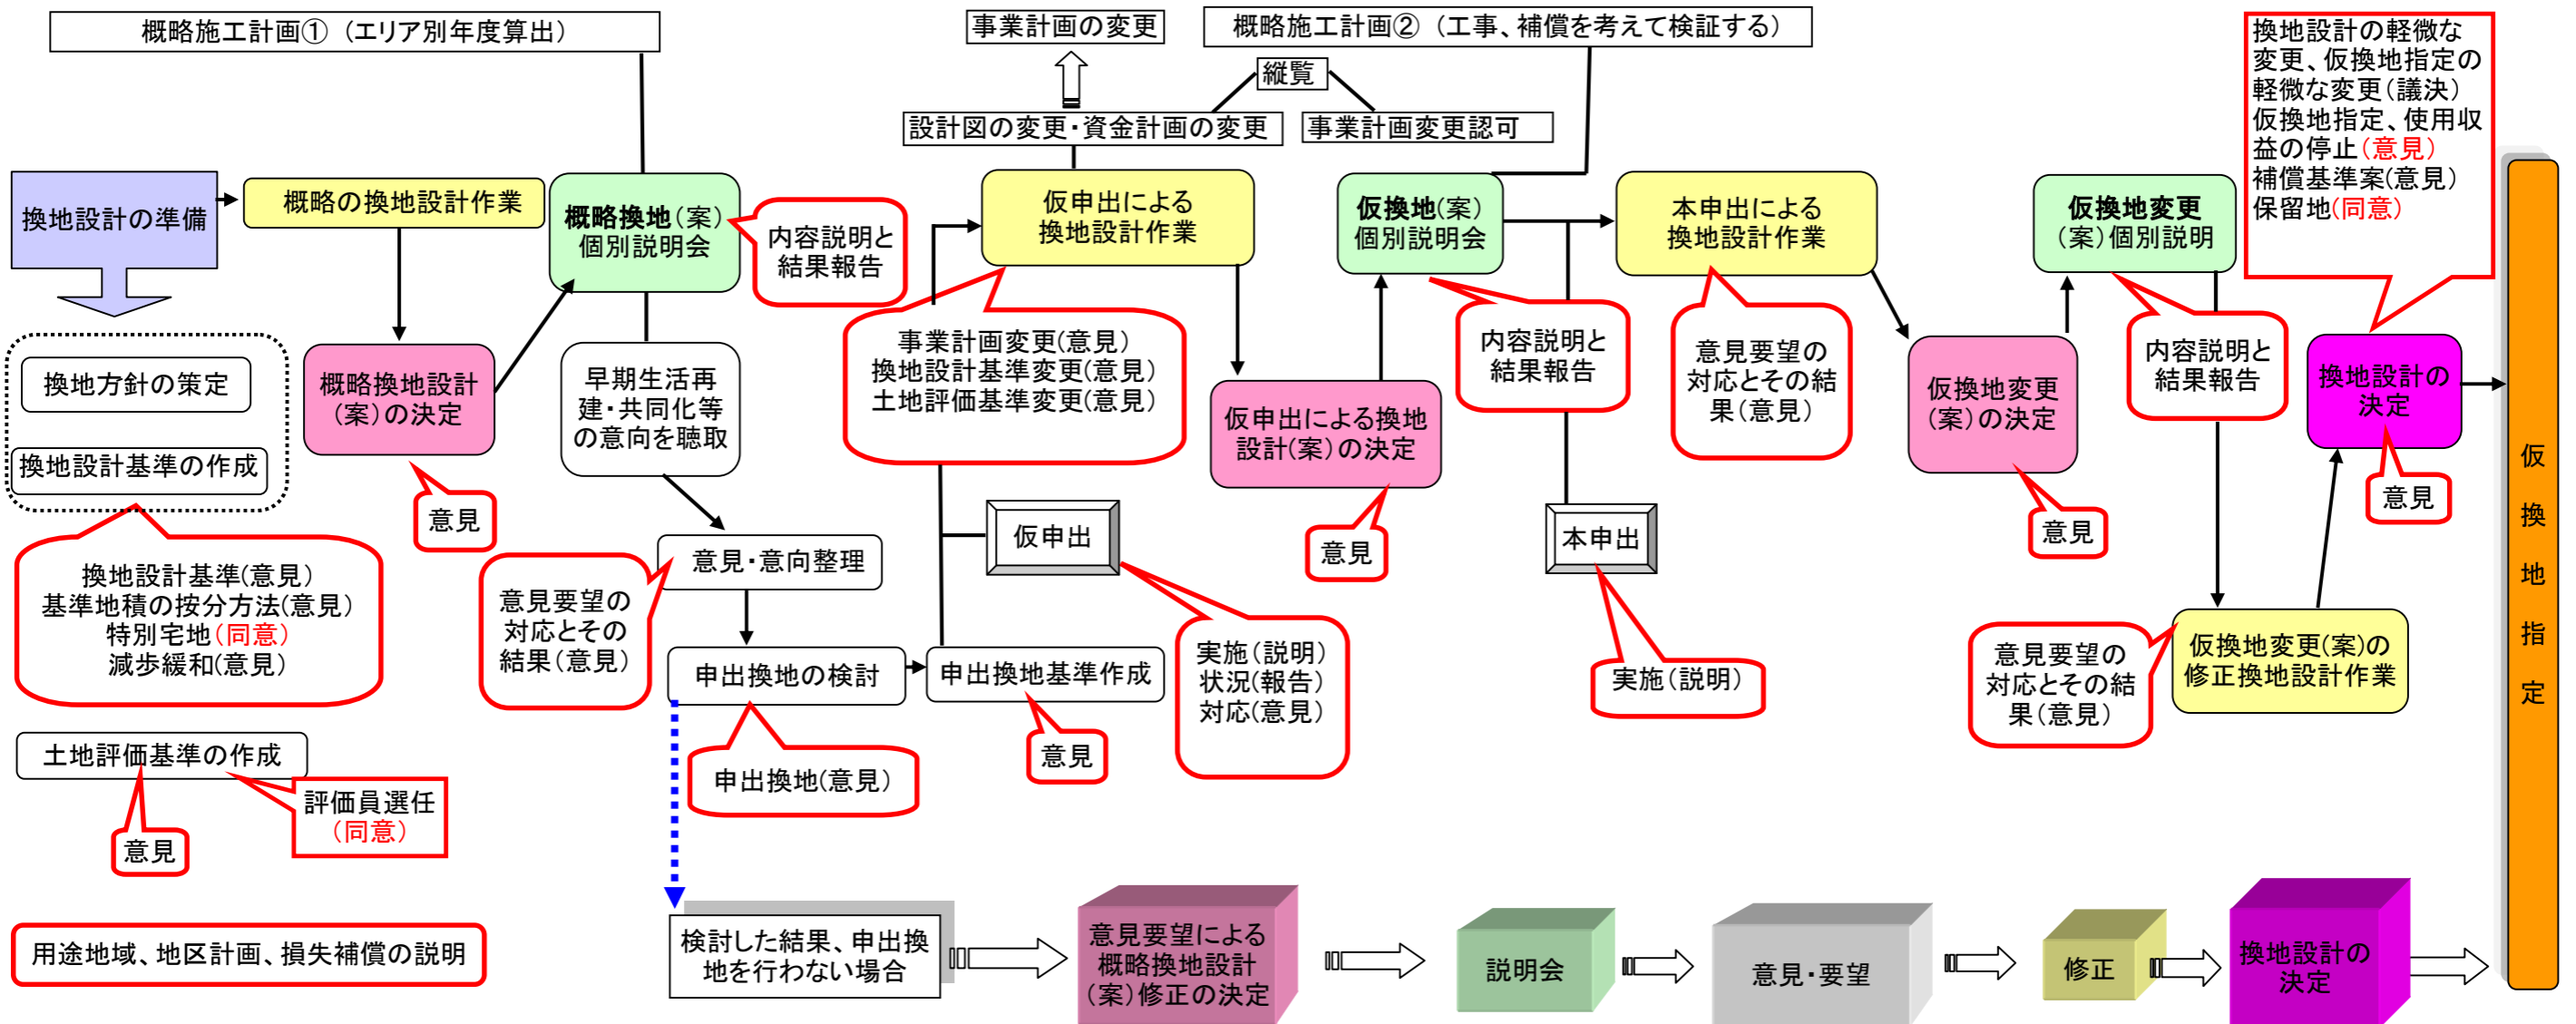 概略施工計画①（エリア別年度算出）
事業計画の変更
概略施工計画②（工事、補償を考えて検証する）
縦覧
設計図の変更・資金計画の変更
事業計画変更認可
換地設計の軽微な
変更、仮換地指定の
軽微な変更（議決）
仮換地指定、使用収
益の停止（意見）
補償基準案(意見）
保留地(同意）
換地設計の準備
概略の換地設計作業
概略換地（案）
個別説明会
内容説明と
結果報告
仮申出による
換地設計作業
仮換地(案）
個別説明会
本申出による
換地設計作業
仮換地変更
（案）個別説明
換地方針の策定
換地設計基準の作成
概略換地設計
（案）の決定
意見
早期生活再
建・共同化等
の意向を聴取
事業計画変更(意見）
換地設計基準変更(意見）
土地評価基準変更(意見）
仮申出による換地
設計(案）の決定
意見
内容説明と
結果報告
意見要望の
対応とその結
果（意見）
仮換地変更
（案）の決定
意見
内容説明と
結果報告
換地設計の
決定
意見
仮換地指定
換地設計基準(意見）
基準地積の按分方法(意見）
特別宅地(同意）
減歩緩和(意見）
意見・意向整理
意見要望の
対応とその
結果（意見）
仮申出
本申出
申出換地の検討
申出換地基準作成
実施（説明）
状況(報告）
対応(意見）
実施（説明）
意見要望の
対応とその結
果（意見）
仮換地変更(案）の
修正換地設計作業
土地評価基準の作成
意見
評価員選任
（同意）
申出換地(意見）
意見
用途地域、地区計画、損失補償の説明
検討した結果、申出換
地を行わない場合
意見要望による
概略換地設計
（案）修正の決定
説明会
意見・要望
修正
換地設計の
決定